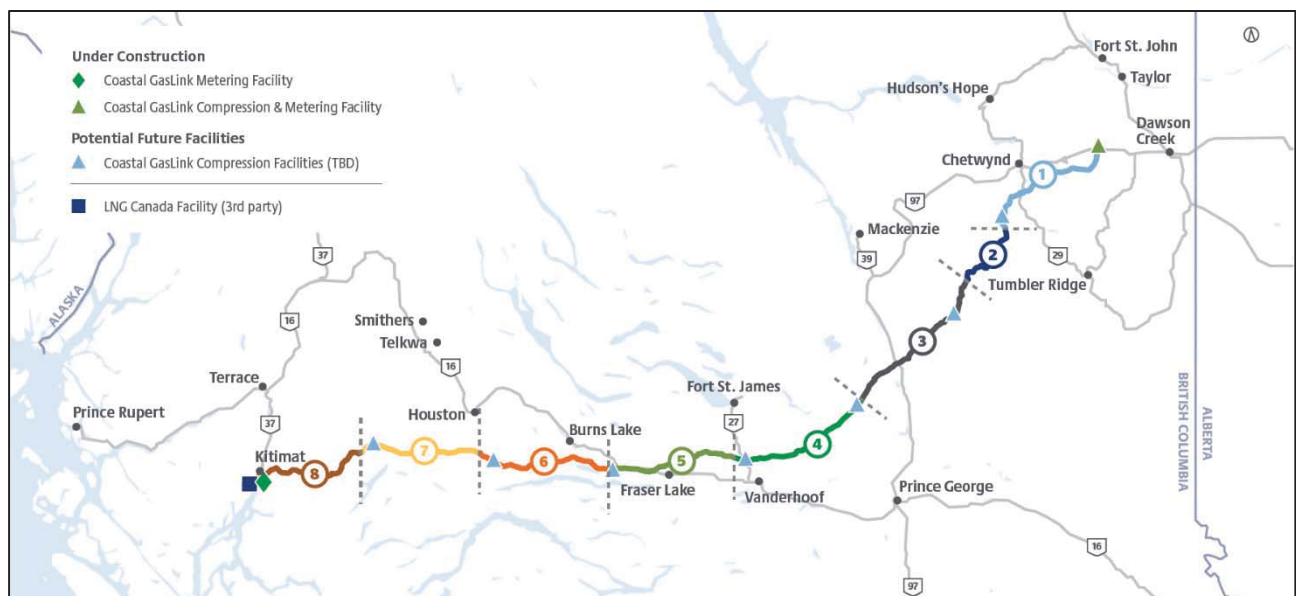 Under Construction
Coastal GasLink Metering Facility
Coastal GasLink Compression & Metering Facility
Potential Future Facilities
Coastal GasLink Compression Facilities (TBD)
LNG Canada Facility (3rd party)
Fort St. John
Taylor
Hudson's Hope
Dawson
Creek
Chetwynd
1
97
Mackenzie
39
2
29
Tumbler Ridge
37
ALASKA
16
Smithers
Telkwa
16
3
Terrace
Fort St. James
Prince Rupert
37
Houston
27
Burns Lake
BRITISH COLUMBIA
ALBERTA
Kitimat
8
7
6
5
4
Fraser Lake
Vanderhoof
Prince George
16
97